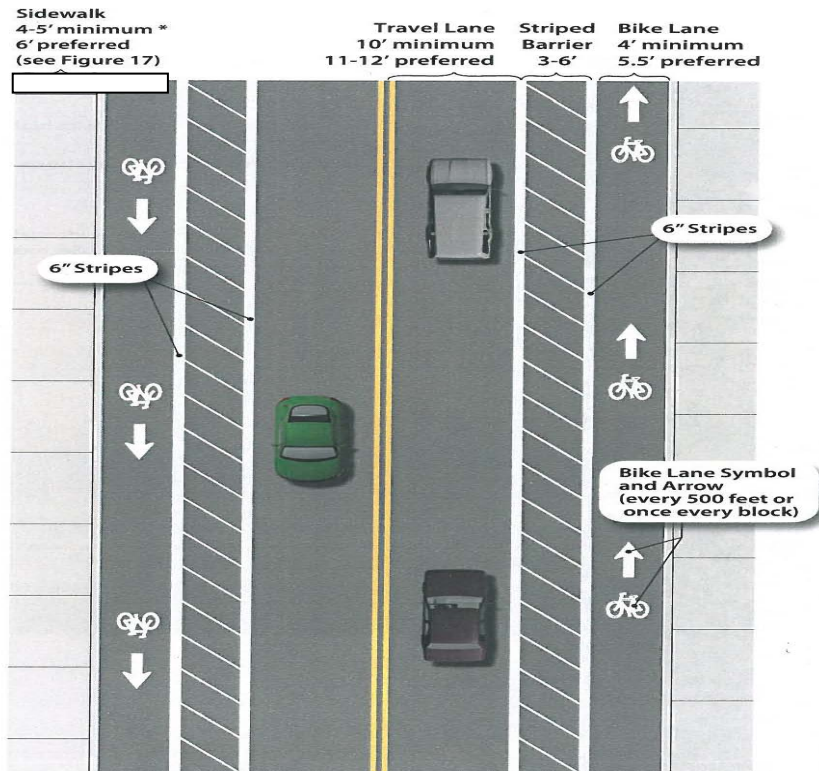 Sidewalk
4-5’ minimum *
6’ preferred
(see Figure 17)
Travel Lane
10’ minimum
11-12’ preferred
Striped
Barrier
3-6’
Bike Lane
4’ minimum
5.5’ preferred
6” Stripes
6” Stripes
Bike Lane Symbol
and Arrow
(every 500 feet or
once every block)